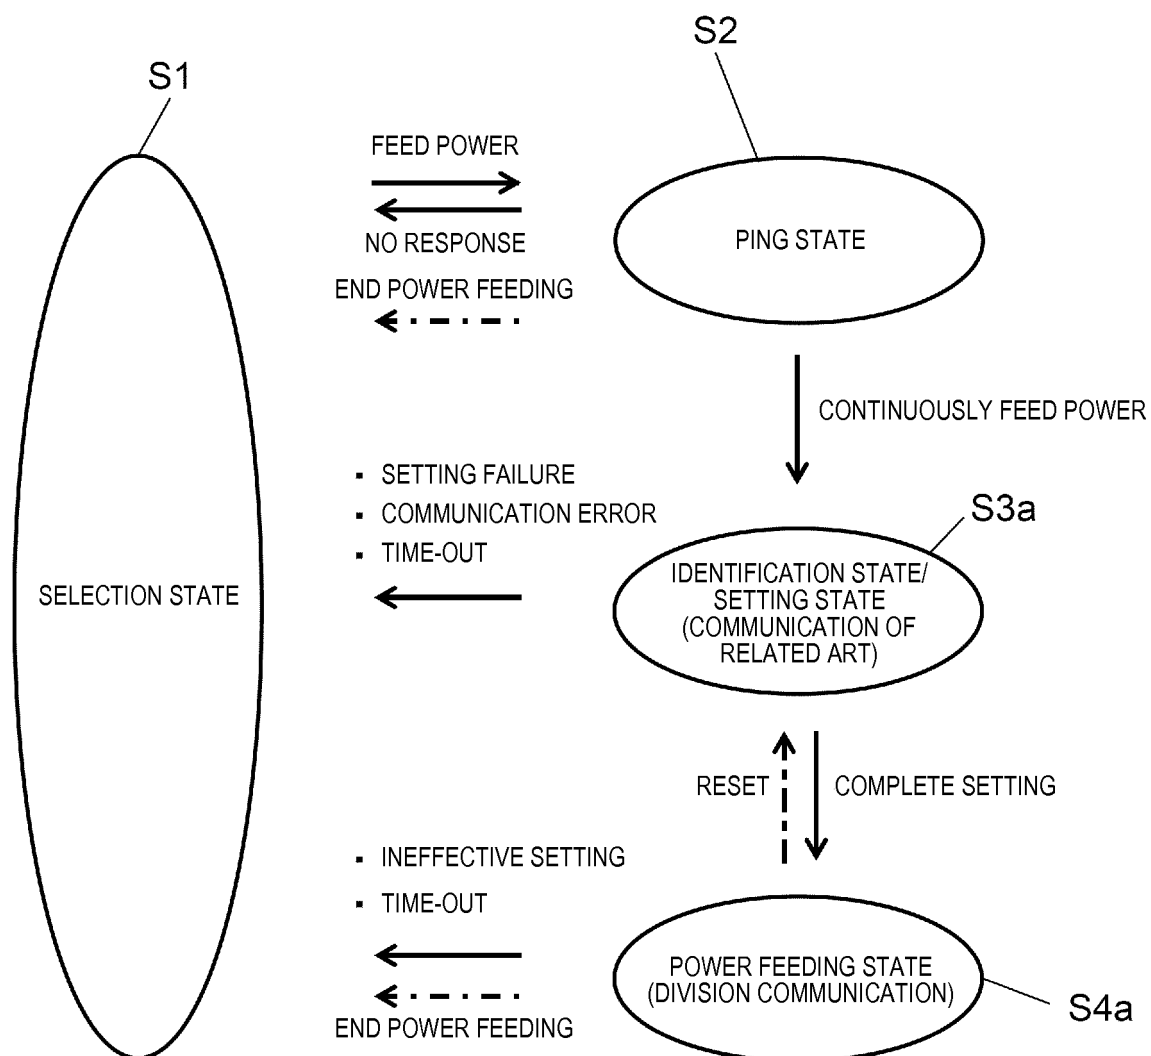 S2
S1
FEED POWER
NO RESPONSE
END POWER FEEDING
PING STATE
CONTINUOUSLY FEED POWER
▪ SETTING FAILURE
▪ COMMUNICATION ERROR
▪ TIME-OUT
S3a
SELECTION STATE
IDENTIFICATION STATE/
SETTING STATE
(COMMUNICATION OF
RELATED ART)
RESET
COMPLETE SETTING
▪ INEFFECTIVE SETTING
▪ TIME-OUT
END POWER FEEDING
POWER FEEDING STATE
(DIVISION COMMUNICATION)
S4a